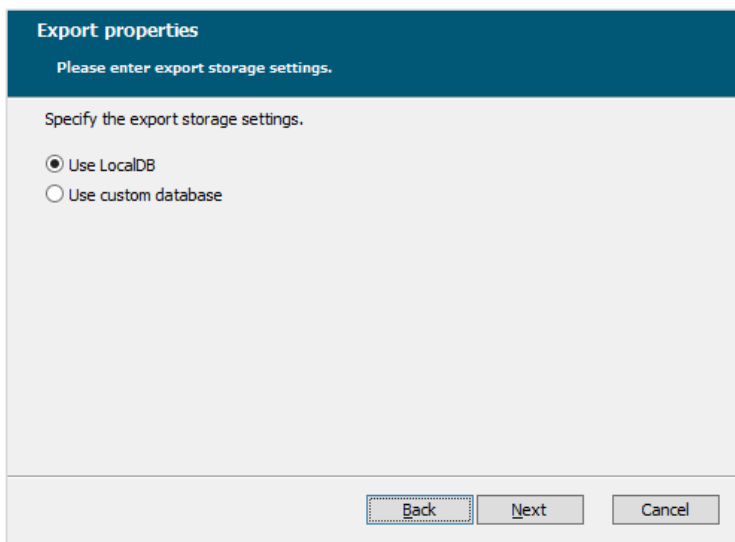 Export properties
Please enter export storage settings.
Specify the export storage settings.
Use LocalDB
Use custom database
Back Next Cancel